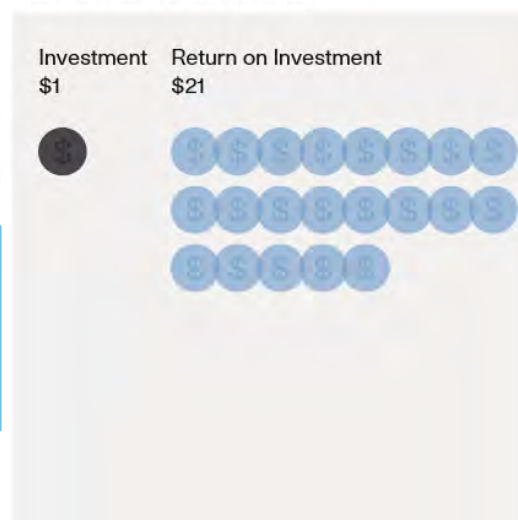 Investment Return on Investment
$1 $21
$
$ $ $ $ $ $ $ $
$ $ $ $ $ $ $ $
$ $ $ $ $